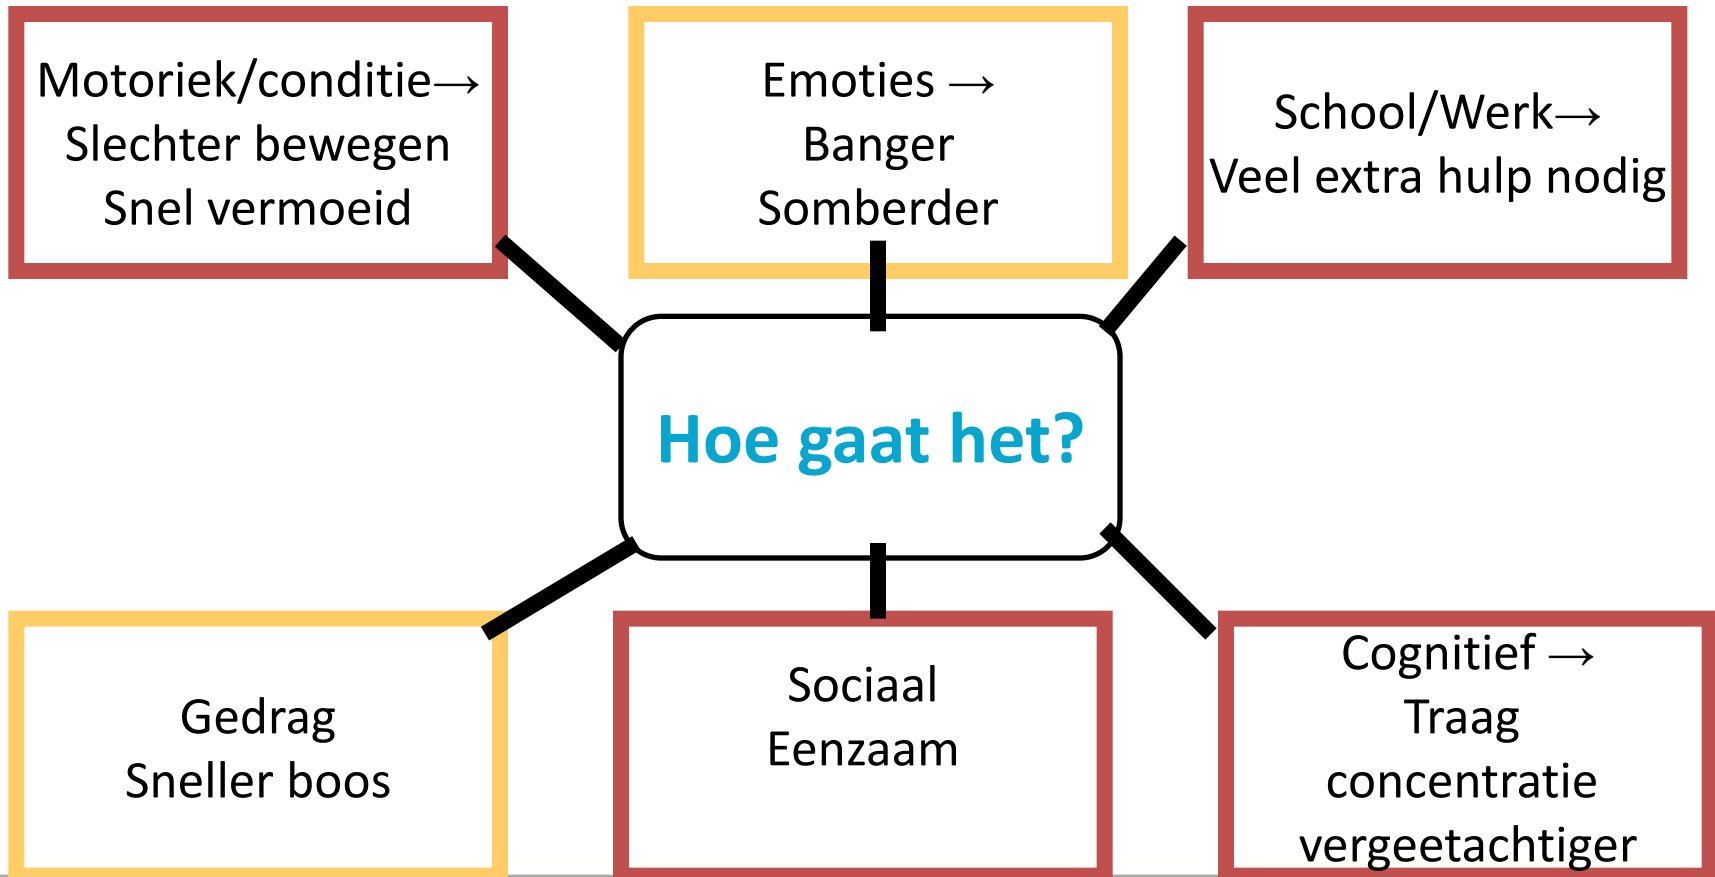 Motoriek/conditie→
Slechter bewegen
Snel vermoeid
Emoties →
Banger
Somberder
School/Werk→
Veel extra hulp nodig
Hoe gaat het?
Gedrag
Sneller boos
Sociaal
Eenzaam
Cognitief →
Traag
concentratie
vergeetachtiger